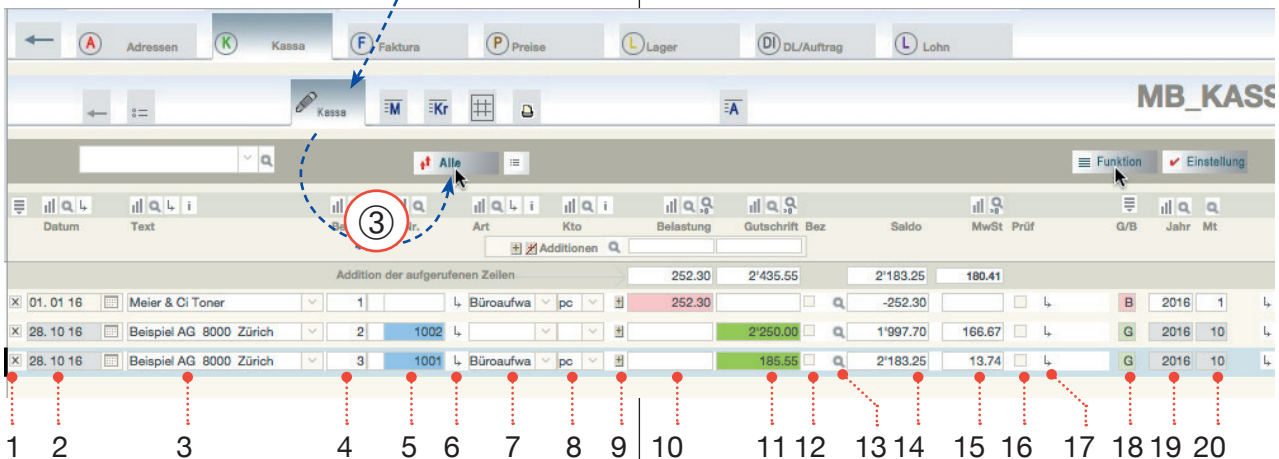 A Adressen K Kassa F Faktura P Preise L Lager DI DL/Auftrag L Lohn
Kassa M Kr A MB_KASS
Alle Funktion Einstellung
i i i >0 >0 >0
Datum Text Be Nr. Art Kto Belastung Gutschrift Bez Saldo MwSt Prüf G/B Jahr Mt
3
Additionen
Addition der aufgerufenen Zeilen 252.30 2'435.55 2'183.25 180.41
01. 01 16 Meier & Ci Toner 1 Büroaufwa pc 252.30 -252.30 B 2016 1
28. 10 16 Beispiel AG 8000 Zürich 2 1002 pc 2'250.00 1'997.70 166.67 G 2016 10
28. 10 16 Beispiel AG 8000 Zürich 3 1001 Büroaufwa pc 185.55 2'183.25 13.74 G 2016 10
1 2 3 4 5 6 7 8 9 10 11 12 13 14 15 16 17 18 19 20